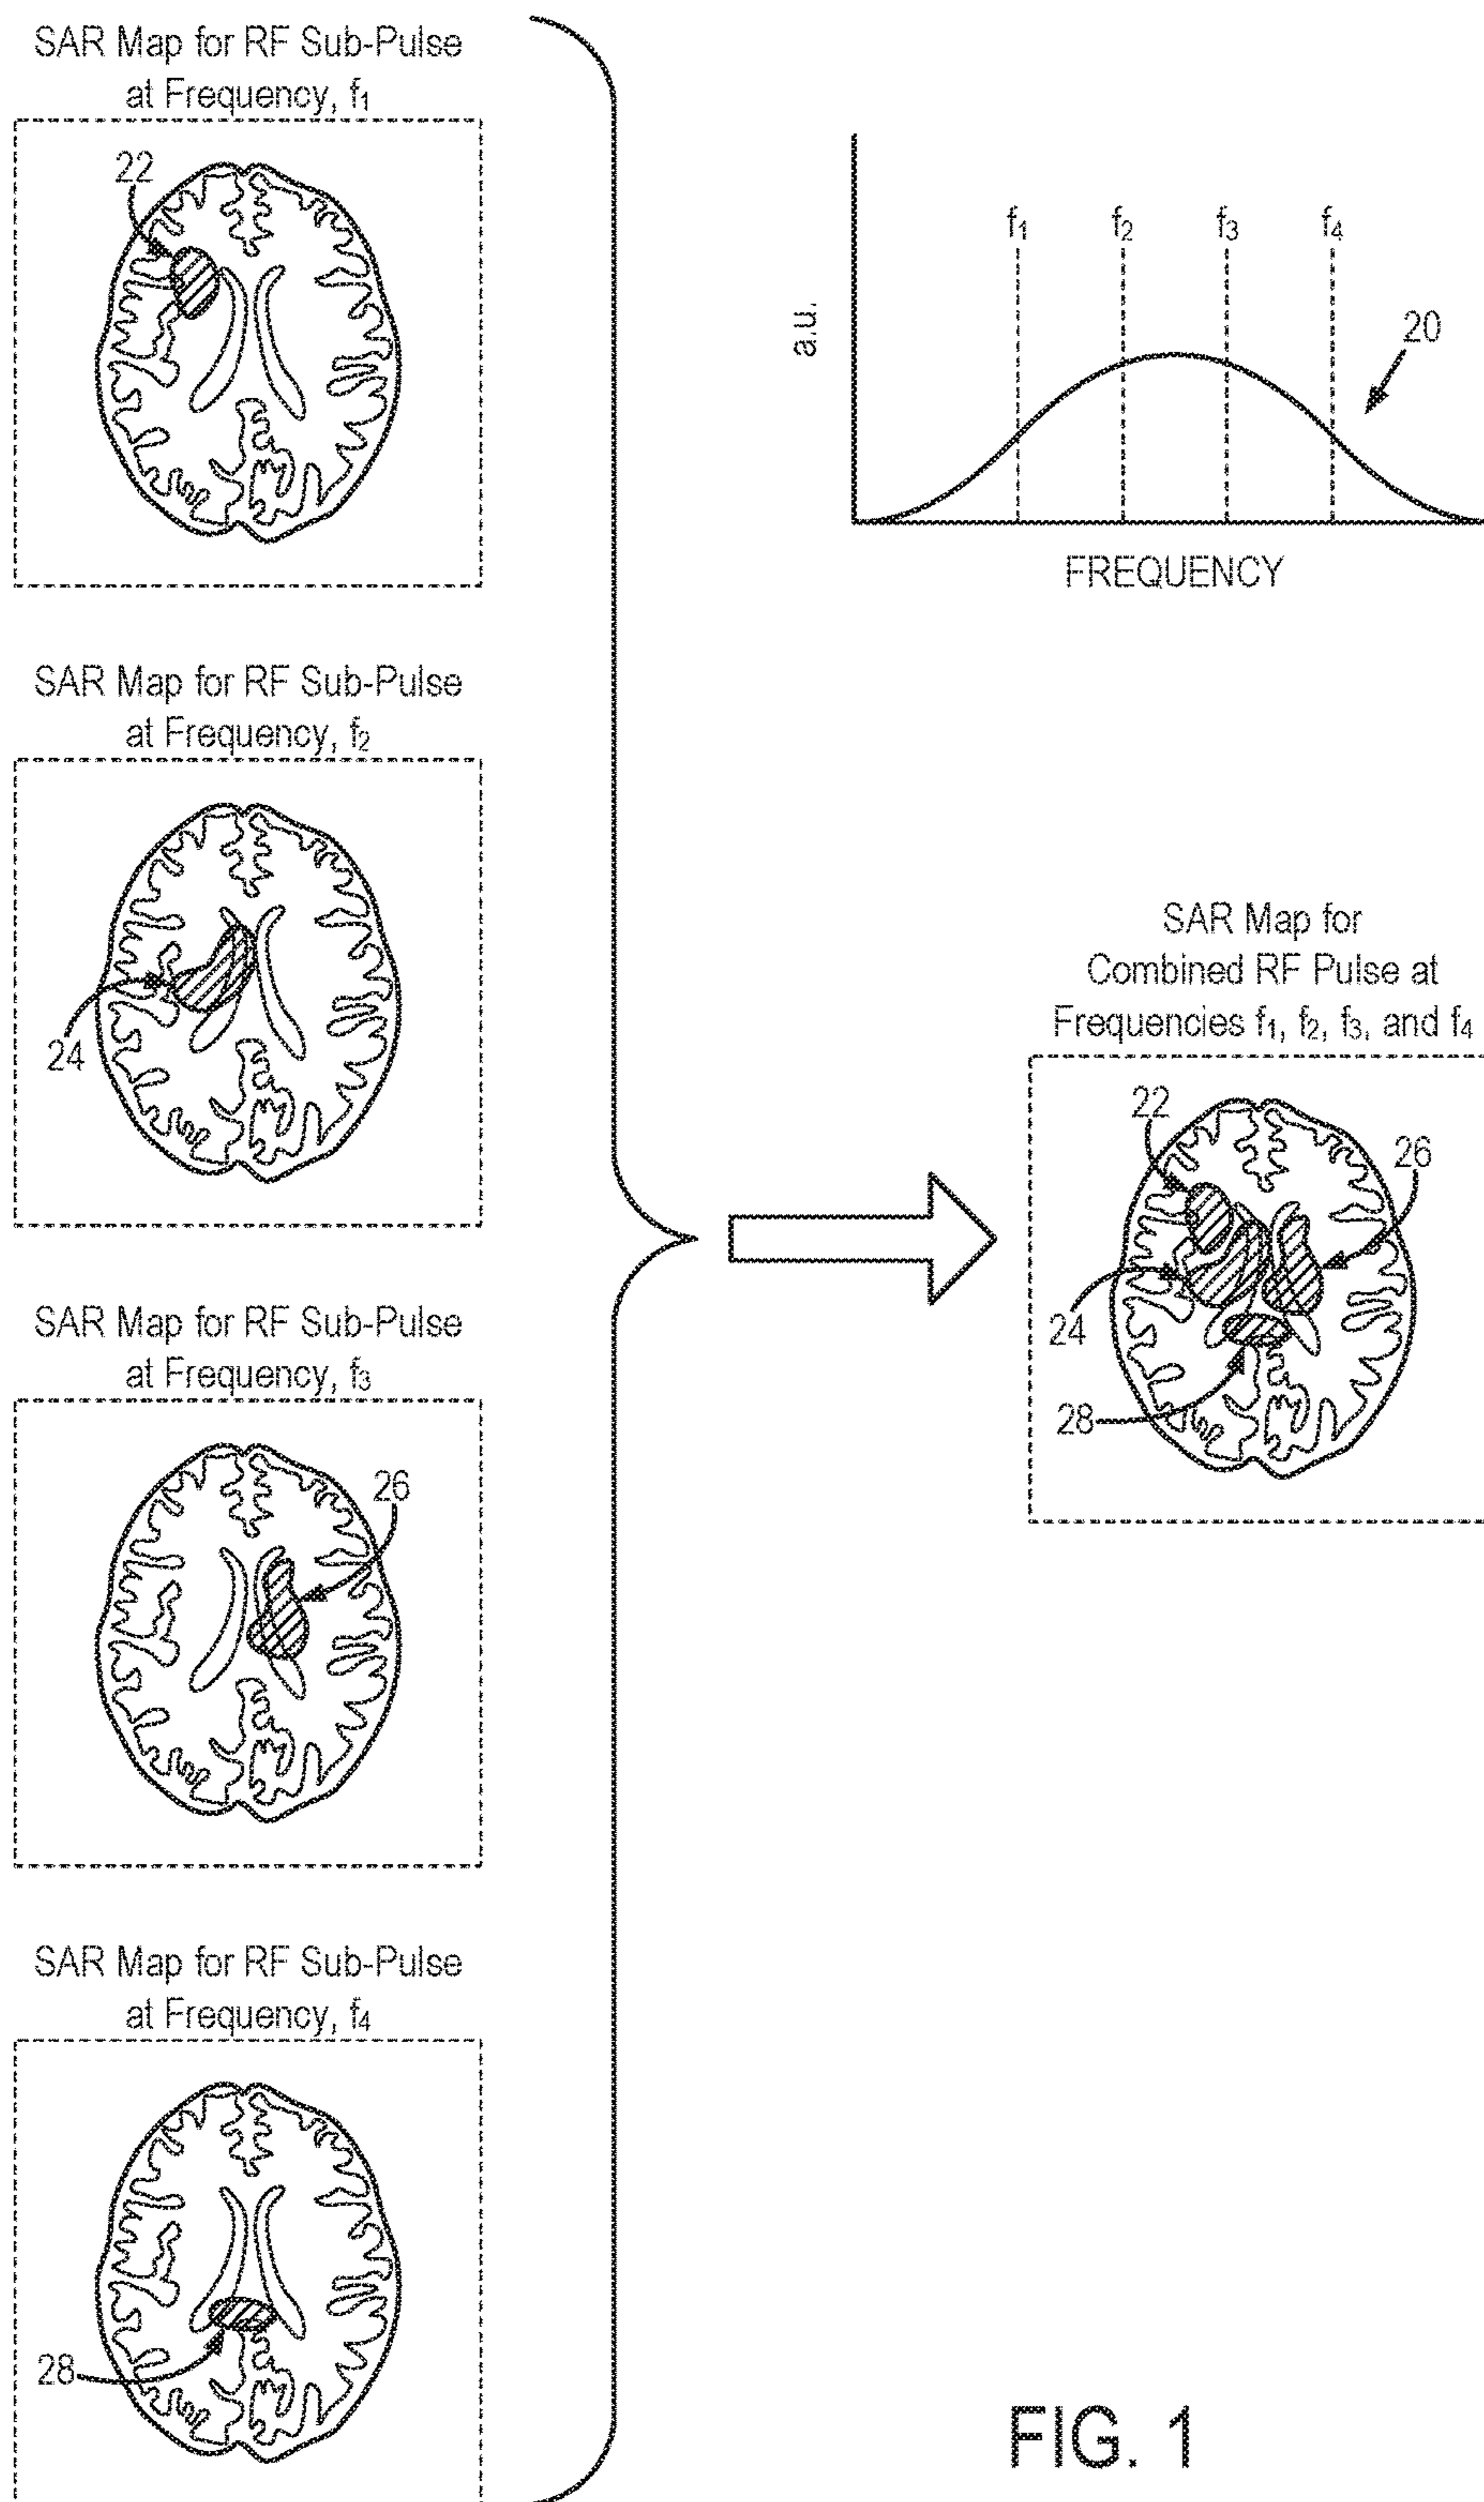 SAR Map for RF Sub-Pulse
at Frequency, f₁
22
SAR Map for RF Sub-Pulse
at Frequency, f₂
24
SAR Map for RF Sub-Pulse
at Frequency, f₃
26
SAR Map for RF Sub-Pulse
at Frequency, f₄
28
f₁ f₂ f₃ f₄
20
a.u.
FREQUENCY
SAR Map for
Combined RF Pulse at
Frequencies f₁, f₂, f₃, and f₄
22
26
24
28
FIG. 1